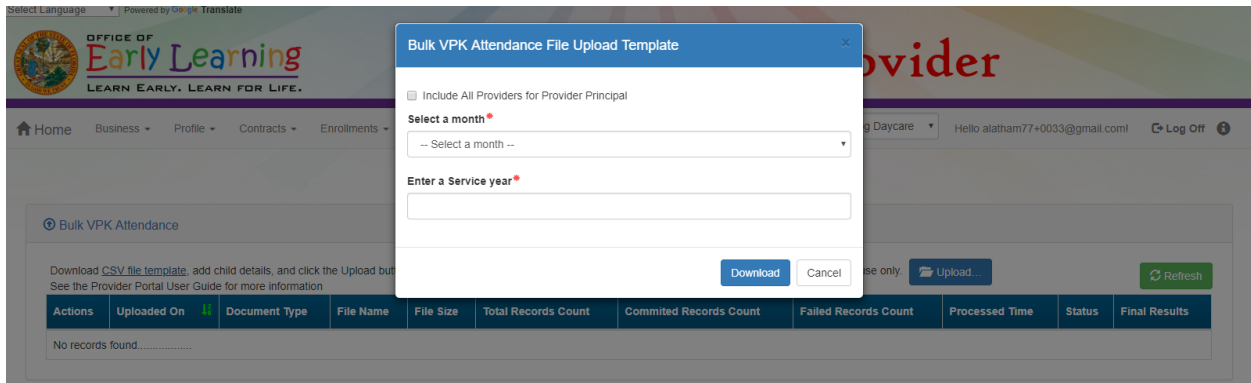 Select Language ▼ Powered by Google Translate
OFFICE OF
Early Learning
LEARN EARLY. LEARN FOR LIFE.
ovider
Home Business Profile Contracts Enrollments g Daycare Hello alatham77+0033@gmail.com! Log Off
Bulk VPK Attendance File Upload Template ×
Include All Providers for Provider Principal
Select a month*
-- Select a month --
Enter a Service year*
Download Cancel
Bulk VPK Attendance
Download CSV file template, add child details, and click the Upload but use only. Upload... Refresh
See the Provider Portal User Guide for more information
Actions Uploaded On Document Type File Name File Size Total Records Count Commited Records Count Failed Records Count Processed Time Status Final Results
No records found.................